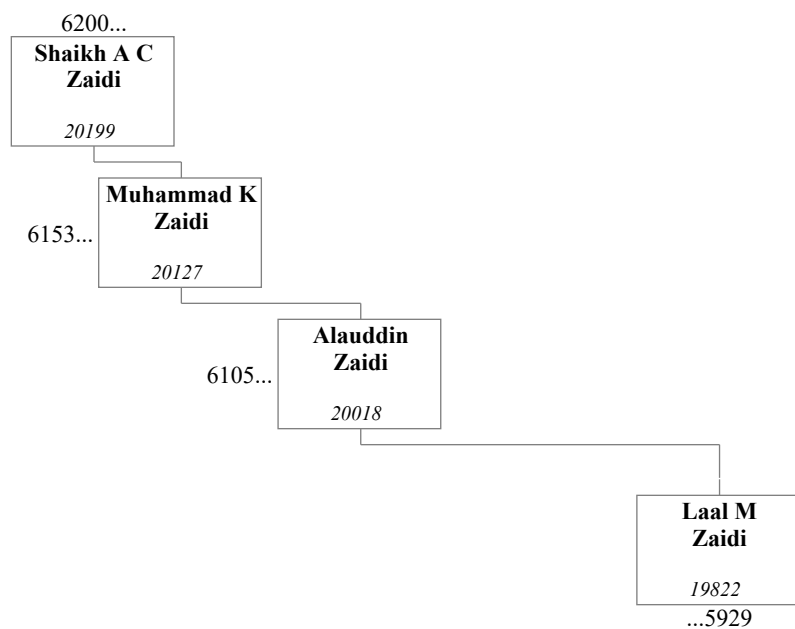 6200...
Shaikh A C
Zaidi
20199
Muhammad K
Zaidi
6153...
20127
Alauddin
Zaidi
6105...
20018
Laal M
Zaidi
19822
...5929